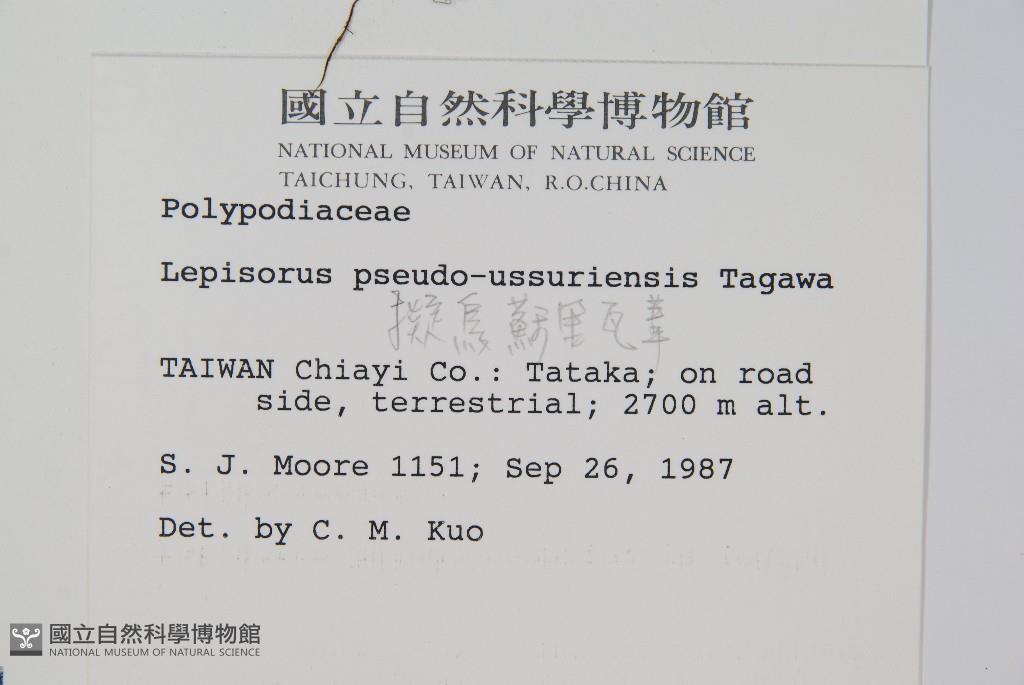 國立自然科學博物館
NATIONAL MUSEUM OF NATURAL SCIENCE
TAICHUNG, TAIWAN, R.O.CHINA
Polypodiaceae
Lepisorus pseudo-ussuriensis Tagawa
擬烏蘇里瓦葦
TAIWAN Chiayi Co.: Tataka; on road
side, terrestrial; 2700 m alt.
S. J. Moore 1151; Sep 26, 1987
Det. by C. M. Kuo
國立自然科學博物館
NATIONAL MUSEUM OF NATURAL SCIENCE